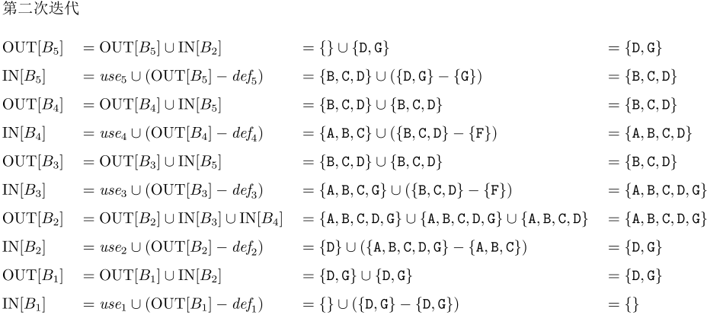 第二次迭代
OUT[B₅] = OUT[B₅] ∪ IN[B₂] = {} ∪ {D, G} = {D, G}
IN[B₅] = use₅ ∪ (OUT[B₅] − def₅) = {B, C, D} ∪ ({D, G} − {G}) = {B, C, D}
OUT[B₄] = OUT[B₄] ∪ IN[B₅] = {B, C, D} ∪ {B, C, D} = {B, C, D}
IN[B₄] = use₄ ∪ (OUT[B₄] − def₄) = {A, B, C} ∪ ({B, C, D} − {F}) = {A, B, C, D}
OUT[B₃] = OUT[B₃] ∪ IN[B₅] = {B, C, D} ∪ {B, C, D} = {B, C, D}
IN[B₃] = use₃ ∪ (OUT[B₃] − def₃) = {A, B, C, G} ∪ ({B, C, D} − {F}) = {A, B, C, D, G}
OUT[B₂] = OUT[B₂] ∪ IN[B₃] ∪ IN[B₄] = {A, B, C, D, G} ∪ {A, B, C, D, G} ∪ {A, B, C, D} = {A, B, C, D, G}
IN[B₂] = use₂ ∪ (OUT[B₂] − def₂) = {D} ∪ ({A, B, C, D, G} − {A, B, C}) = {D, G}
OUT[B₁] = OUT[B₁] ∪ IN[B₂] = {D, G} ∪ {D, G} = {D, G}
IN[B₁] = use₁ ∪ (OUT[B₁] − def₁) = {} ∪ ({D, G} − {D, G}) = {}